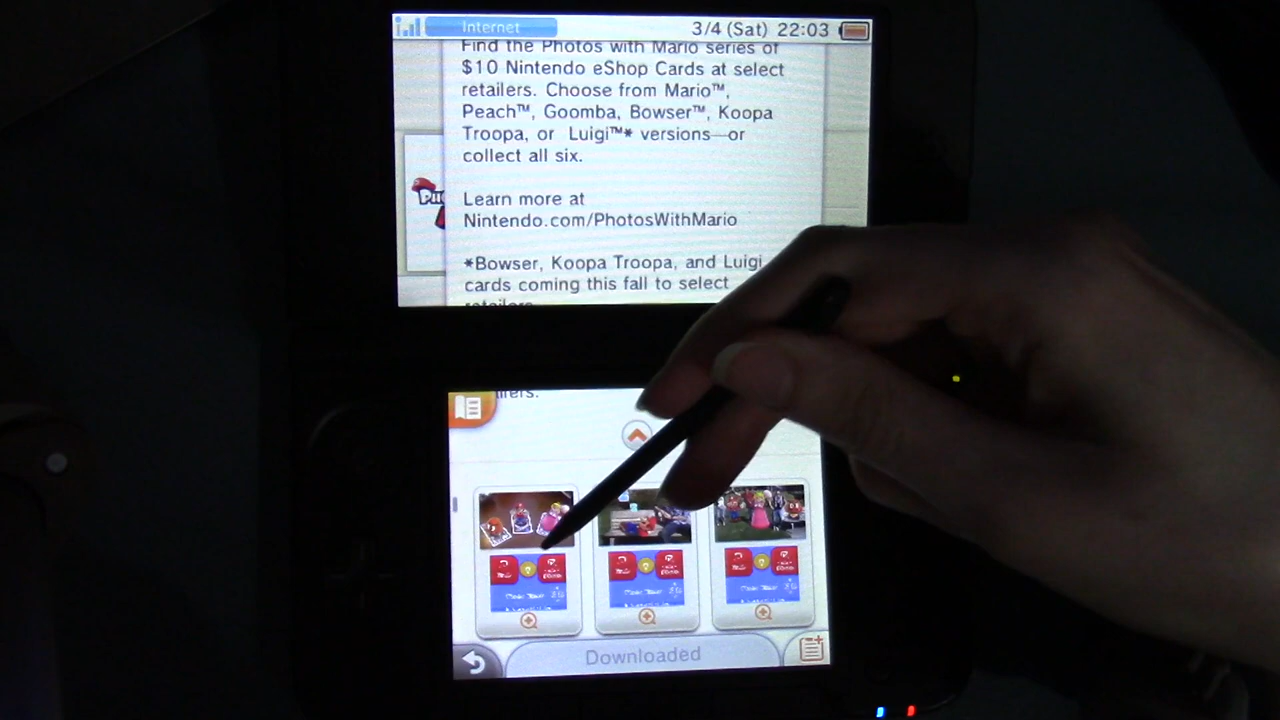 Internet
3/4 (Sat) 22:03
Find the Photos with Mario series of
$10 Nintendo eShop Cards at select
retailers. Choose from Mario™,
Peach™, Goomba, Bowser™, Koopa
Troopa, or Luigi™* versions—or
collect all six.
Learn more at
Nintendo.com/PhotosWithMario
*Bowser, Koopa Troopa, and Luigi
cards coming this fall to select
retailers.
Downloaded